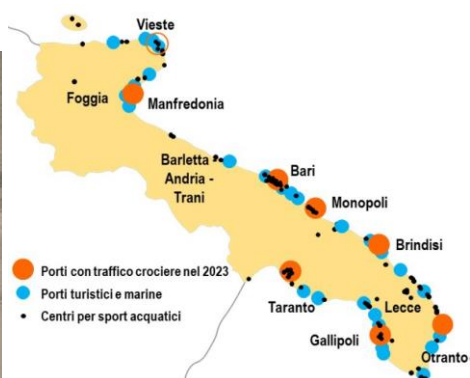 Vieste
Foggia
Manfredonia
Barletta -
Andria -
Trani
Bari
Monopoli
Brindisi
Porti con traffico crociere nel 2023
Porti turistici e marine
Centri per sport acquatici
Taranto
Lecce
Gallipoli
Otranto